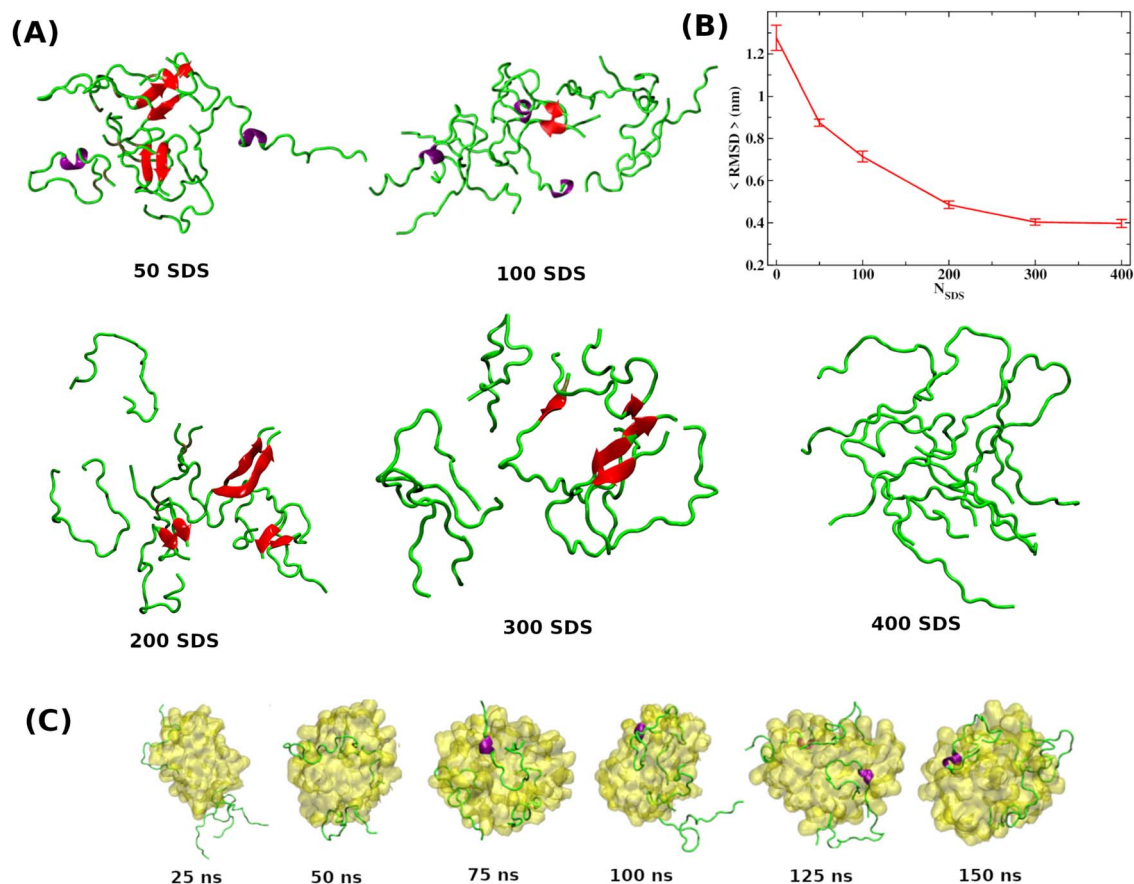 (A)
50 SDS
100 SDS
(B)
< RMSD > (nm)
1.2
1
0.8
0.6
0.4
0.2
0 100 200 300 400
N_SDS
200 SDS
300 SDS
400 SDS
(C)
25 ns 50 ns 75 ns 100 ns 125 ns 150 ns